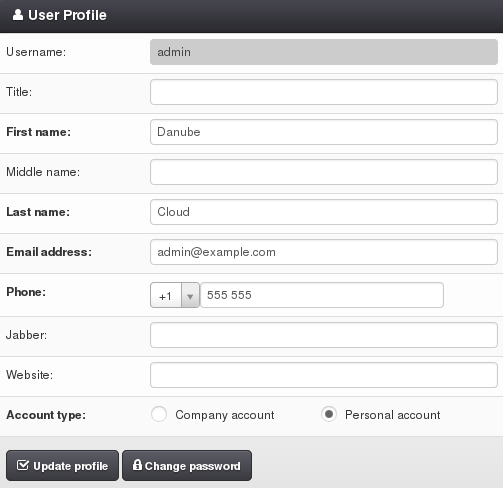 User Profile
Username: admin
Title:
First name: Danube
Middle name:
Last name: Cloud
Email address: admin@example.com
Phone: +1 555 555
Jabber:
Website:
Account type: Company account Personal account
Update profile Change password